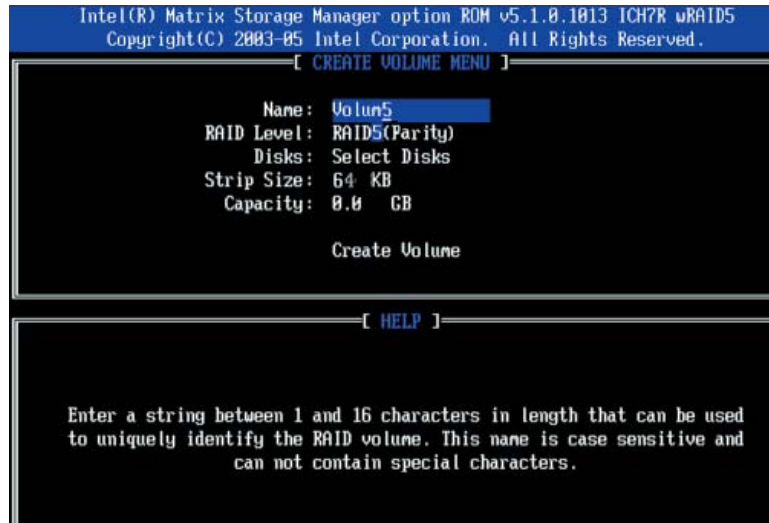 Intel(R) Matrix Storage Manager option ROM v5.1.0.1013 ICH7R wRAID5
Copyright(C) 2003-05 Intel Corporation. All Rights Reserved.
[ CREATE VOLUME MENU ]
Name: Volum5
RAID Level: RAID5(Parity)
Disks: Select Disks
Strip Size: 64 KB
Capacity: 0.0 GB
Create Volume
[ HELP ]
Enter a string between 1 and 16 characters in length that can be used
to uniquely identify the RAID volume. This name is case sensitive and
can not contain special characters.